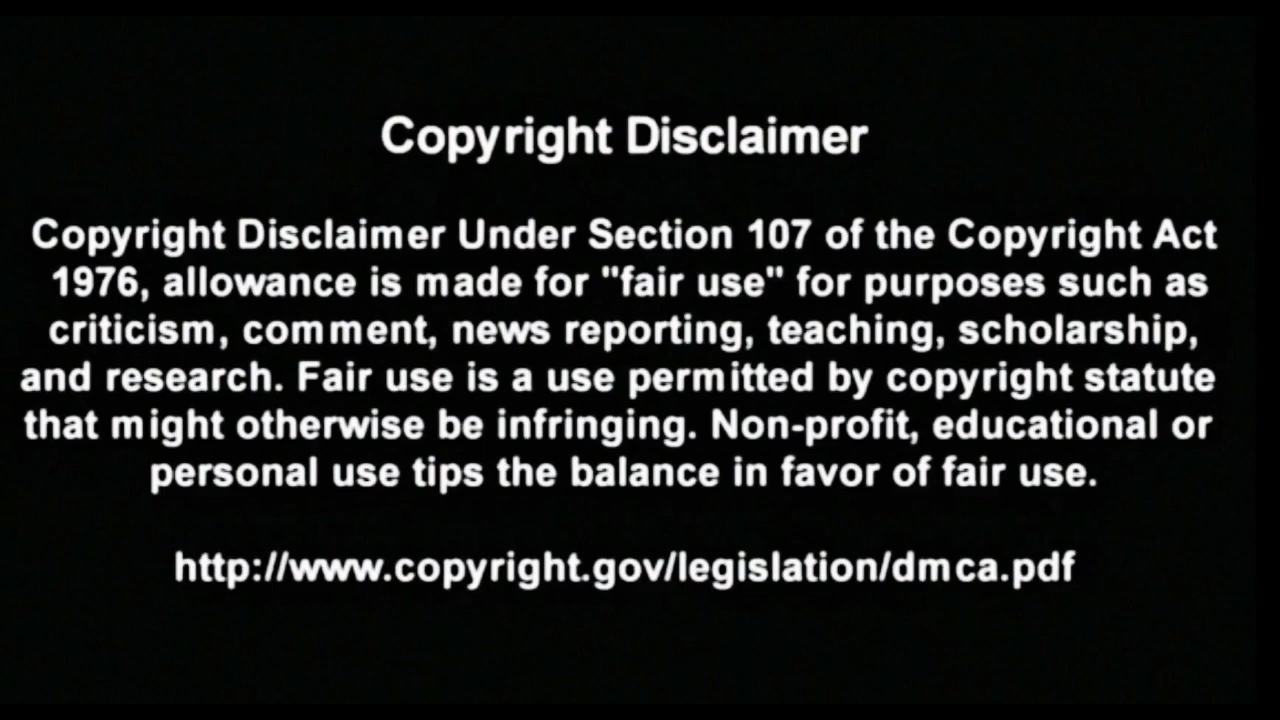 Copyright Disclaimer
Copyright Disclaimer Under Section 107 of the Copyright Act
1976, allowance is made for "fair use" for purposes such as
criticism, comment, news reporting, teaching, scholarship,
and research. Fair use is a use permitted by copyright statute
that might otherwise be infringing. Non-profit, educational or
personal use tips the balance in favor of fair use.
http://www.copyright.gov/legislation/dmca.pdf